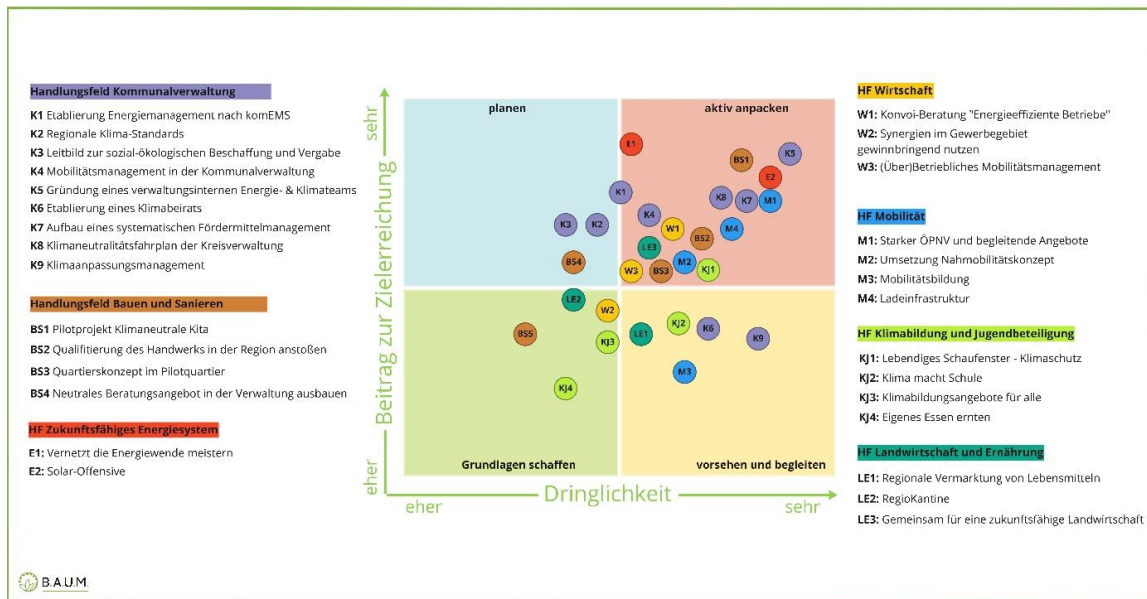 Handlungsfeld Kommunalverwaltung
K1 Etablierung Energiemanagement nach komEMS
K2 Regionale Klima-Standards
K3 Leitbild zur sozial-ökologischen Beschaffung und Vergabe
K4 Mobilitätsmanagement in der Kommunalverwaltung
K5 Gründung eines verwaltungsinternen Energie- & Klimateams
K6 Etablierung eines Klimabeirats
K7 Aufbau eines systematischen Fördermittelmanagement
K8 Klimaneutralitätsfahrplan der Kreisverwaltung
K9 Klimaanpassungsmanagement
Handlungsfeld Bauen und Sanieren
BS1 Pilotprojekt Klimaneutrale Kita
BS2 Qualifitierung des Handwerks in der Region anstoßen
BS3 Quartierskonzept im Pilotquartier
BS4 Neutrales Beratungsangebot in der Verwaltung ausbauen
HF Zukunftsfähiges Energiesystem
E1: Vernetzt die Energiewende meistern
E2: Solar-Offensive
sehr
Beitrag zur Zielerreichung
eher
planen
aktiv anpacken
E1
K5
BS1
E2
K1
K8
K7
M1
K3
K2
K4
W1
M4
BS2
LE3
BS4
W3
BS3
M2
KJ1
LE2
W2
BS5
KJ3
LE1
KJ2
K6
K9
M3
KJ4
Grundlagen schaffen
vorsehen und begleiten
eher
Dringlichkeit
sehr
HF Wirtschaft
W1: Konvoi-Beratung "Energieeffiziente Betriebe"
W2: Synergien im Gewerbegebiet
gewinnbringend nutzen
W3: (Über)Betriebliches Mobilitätsmanagement
HF Mobilität
M1: Starker ÖPNV und begleitende Angebote
M2: Umsetzung Nahmobilitätskonzept
M3: Mobilitätsbildung
M4: Ladeinfrastruktur
HF Klimabildung und Jugendbeteiligung
KJ1: Lebendiges Schaufenster - Klimaschutz
KJ2: Klima macht Schule
KJ3: Klimabildungsangebote für alle
KJ4: Eigenes Essen ernten
HF Landwirtschaft und Ernährung
LE1: Regionale Vermarktung von Lebensmitteln
LE2: RegioKantine
LE3: Gemeinsam für eine zukunftsfähige Landwirtschaft
B.A.U.M.